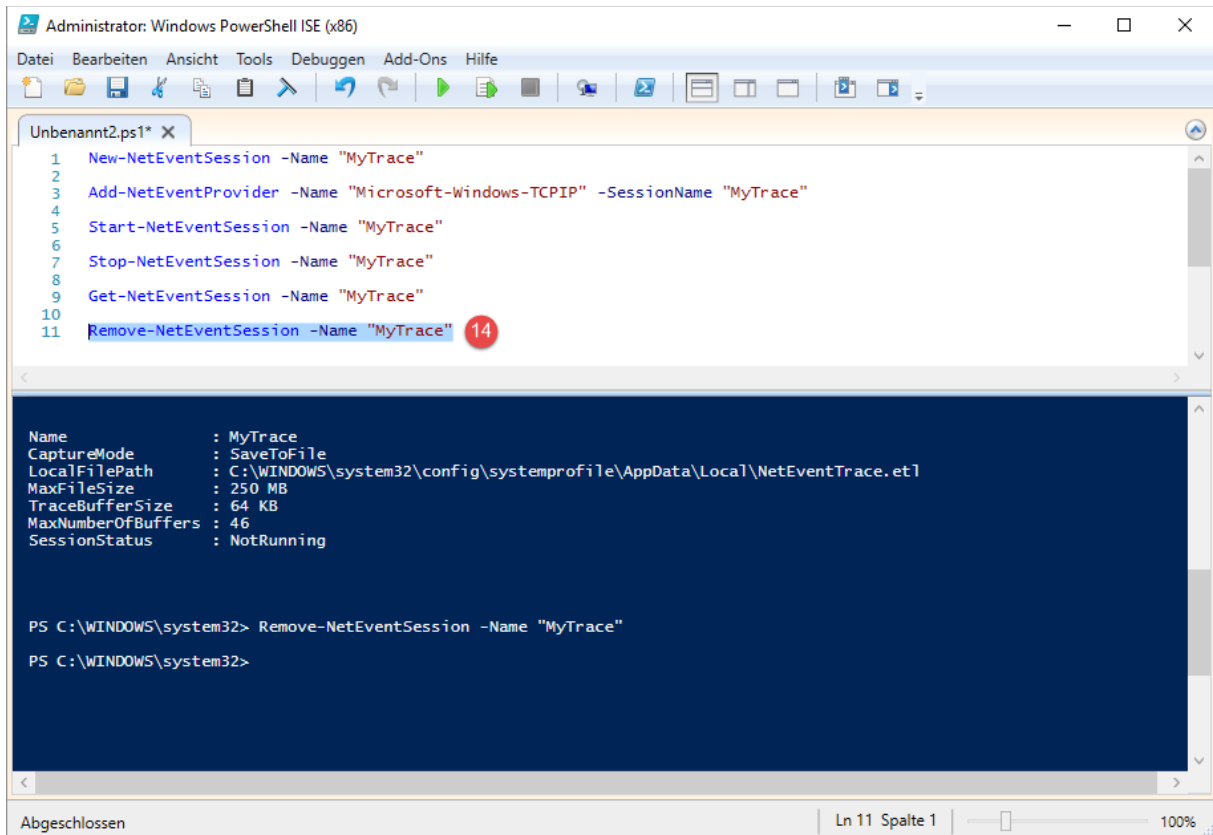 Administrator: Windows PowerShell ISE (x86)
Datei Bearbeiten Ansicht Tools Debuggen Add-Ons Hilfe
Unbenannt2.ps1* X
1 New-NetEventSession -Name "MyTrace"
2
3 Add-NetEventProvider -Name "Microsoft-Windows-TCPIP" -SessionName "MyTrace"
4
5 Start-NetEventSession -Name "MyTrace"
6
7 Stop-NetEventSession -Name "MyTrace"
8
9 Get-NetEventSession -Name "MyTrace"
10
11 Remove-NetEventSession -Name "MyTrace" 14
Name : MyTrace
CaptureMode : SaveToFile
LocalFilePath : C:\WINDOWS\system32\config\systemprofile\AppData\Local\NetEventTrace.etl
MaxFileSize : 250 MB
TraceBufferSize : 64 KB
MaxNumberOfBuffers : 46
SessionStatus : NotRunning
PS C:\WINDOWS\system32> Remove-NetEventSession -Name "MyTrace"
PS C:\WINDOWS\system32>
Abgeschlossen Ln 11 Spalte 1 100%